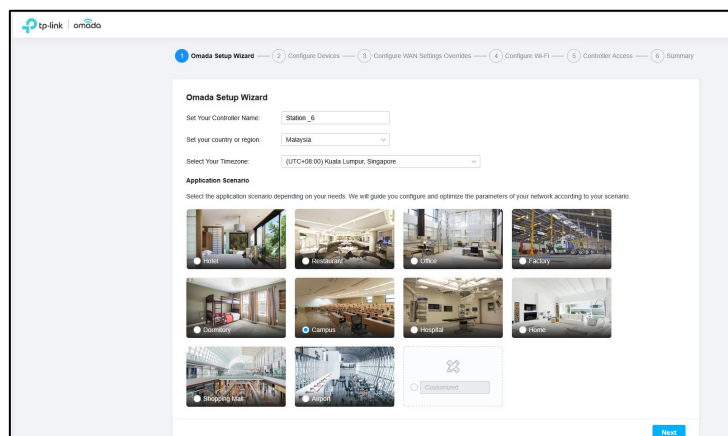 tp-link omada
1 Omada Setup Wizard 2 Configure Devices 3 Configure WAN Settings Overrides 4 Configure Wi-Fi 5 Controller Access 6 Summary
Omada Setup Wizard
Set Your Controller Name: Station _6
Set your country or region: Malaysia
Select Your Timezone: (UTC+08:00) Kuala Lumpur, Singapore
Application Scenario
Select the application scenario depending on your needs. We will guide you configure and optimize the parameters of your network according to your scenario.
Hotel Restaurant Office Factory
Dormitory Campus Hospital Home
Shopping Mall Airport Customized
Next